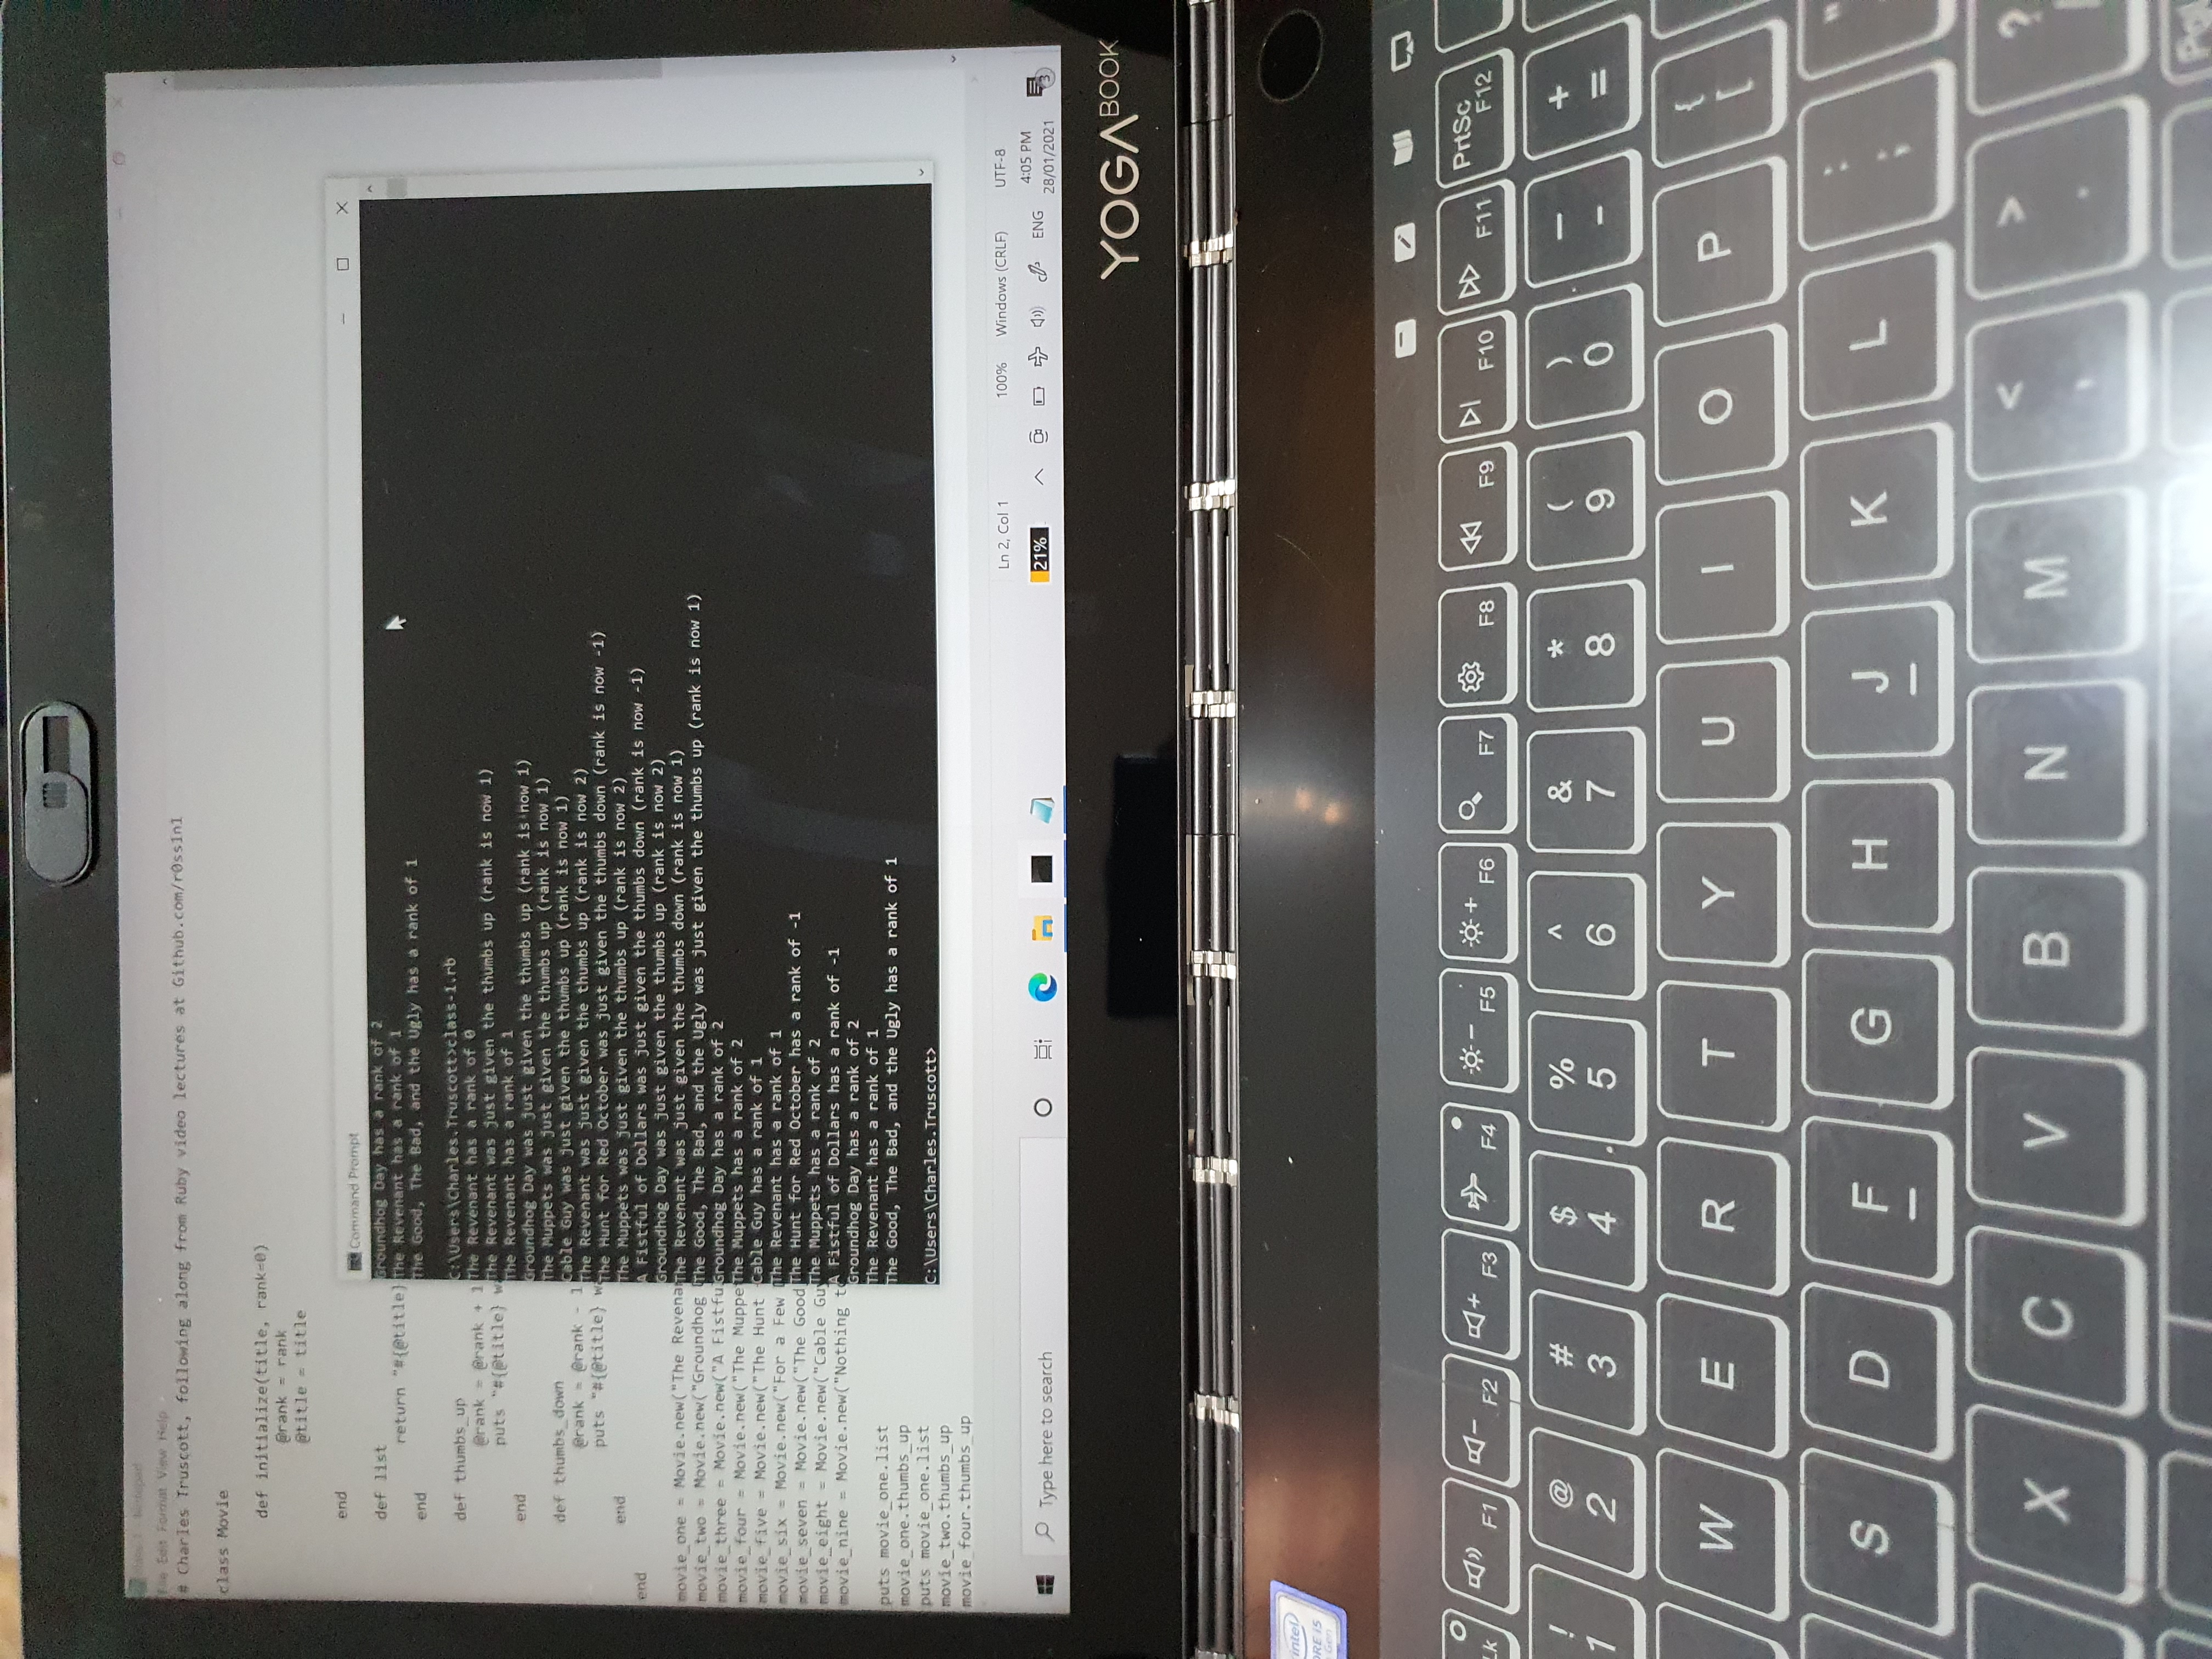 Notepad
File Edit Format View Help
# Charles Truscott, following along from Ruby video lectures at Github.com/r0ss1n1
class Movie
def initialize(title, rank=0)
@rank = rank
@title = title
end
def list
return "#{@title}
end
def thumbs_up
@rank = @rank + 1
puts "#{@title} w
end
def thumbs_down
@rank = @rank - 1
puts "#{@title} w
end
end
movie_one = Movie.new("The Revenan
movie_two = Movie.new("Groundhog
movie_three = Movie.new("A Fistfu
movie_four = Movie.new("The Muppe
movie_five = Movie.new("The Hunt
movie_six = Movie.new("For a Few
movie_seven = Movie.new("The Good
movie_eight = Movie.new("Cable Gu
movie_nine = Movie.new("Nothing to
puts movie_one.list
movie_one.thumbs_up
puts movie_one.list
movie_two.thumbs_up
movie_four.thumbs_up
Command Prompt
Groundhog Day has a rank of 2
The Revenant has a rank of 1
The Good, The Bad, and the Ugly has a rank of 1
C:\Users\Charles.Truscott>class-1.rb
The Revenant has a rank of 0
The Revenant was just given the thumbs up (rank is now 1)
The Revenant has a rank of 1
Groundhog Day was just given the thumbs up (rank is now 1)
The Muppets was just given the thumbs up (rank is now 1)
Cable Guy was just given the thumbs up (rank is now 1)
The Revenant was just given the thumbs up (rank is now 2)
The Hunt for Red October was just given the thumbs down (rank is now -1)
The Muppets was just given the thumbs up (rank is now 2)
A Fistful of Dollars was just given the thumbs down (rank is now -1)
Groundhog Day was just given the thumbs up (rank is now 2)
The Revenant was just given the thumbs down (rank is now 1)
The Good, The Bad, and the Ugly was just given the thumbs up (rank is now 1)
Groundhog Day has a rank of 2
The Muppets has a rank of 2
Cable Guy has a rank of 1
The Revenant has a rank of 1
The Hunt for Red October has a rank of -1
The Muppets has a rank of 2
A Fistful of Dollars has a rank of -1
Groundhog Day has a rank of 2
The Revenant has a rank of 1
The Good, The Bad, and the Ugly has a rank of 1
C:\Users\Charles.Truscott>
Ln 2, Col 1 100% Windows (CRLF) UTF-8
Type here to search
21% ENG
4:05 PM
28/01/2021
3
YOGA BOOK
intel
ORE i5
Gen
Lk F1 F2 F3 F4 F5 F6 F7 F8 F9 F10 F11 PrtSc F12
! @ # $ % ^ & * ( ) — +
1 2 3 4 5 6 7 8 9 0 - =
W E R T Y U I O P { [
S D F G H J K L : ; "
X C V B N M < , > . ?